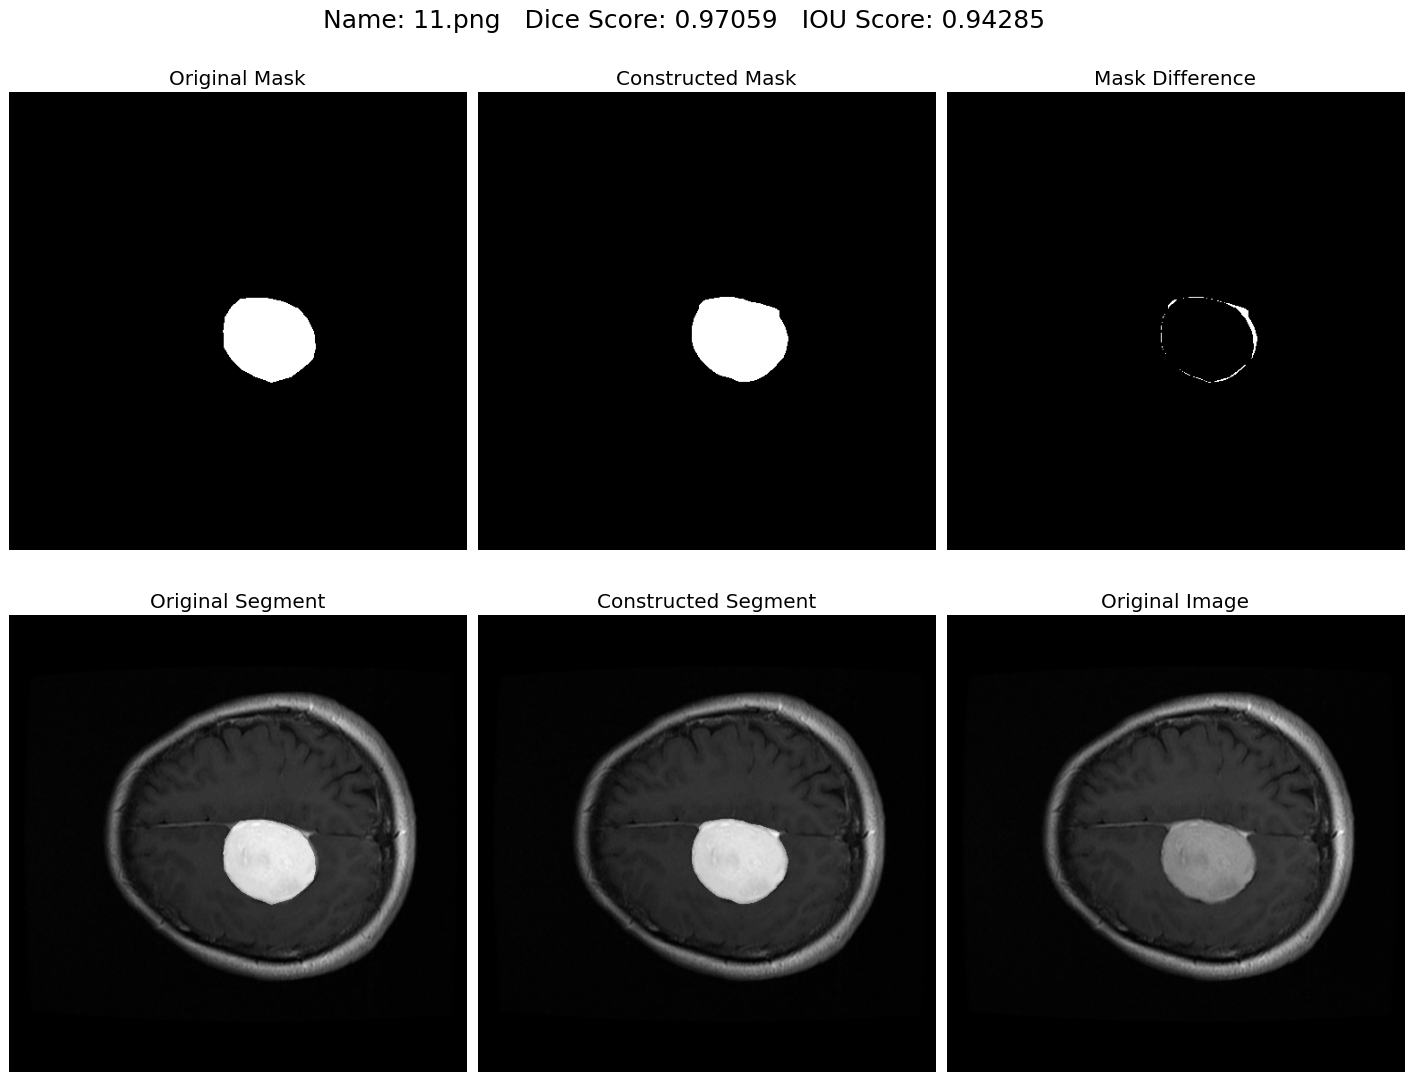 Name: 11.png   Dice Score: 0.97059   IOU Score: 0.94285
Original Mask
Constructed Mask
Mask Difference
Original Segment
Constructed Segment
Original Image